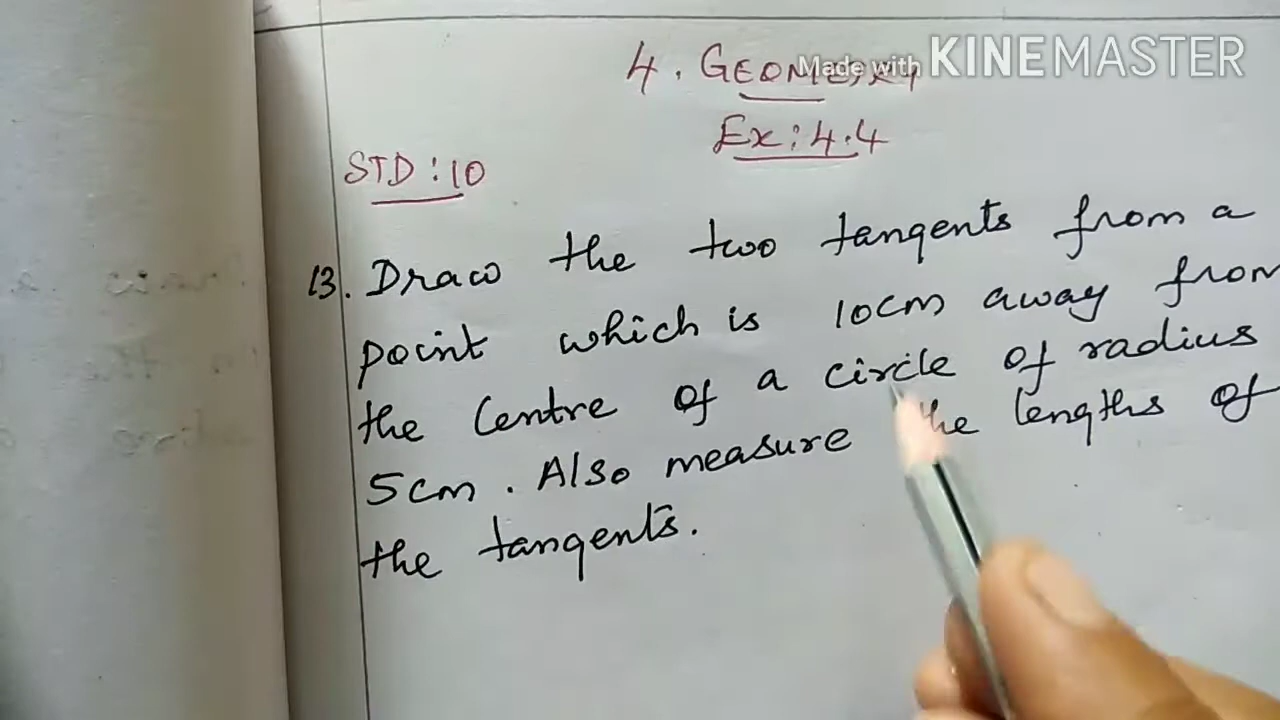 Made with KINEMASTER
4. GEOMETRY
Ex: 4.4
STD: 10
13. Draw the two tangents from a
point which is 10cm away from
the Centre of a circle of radius
5cm. Also measure the lengths of
the tangents.